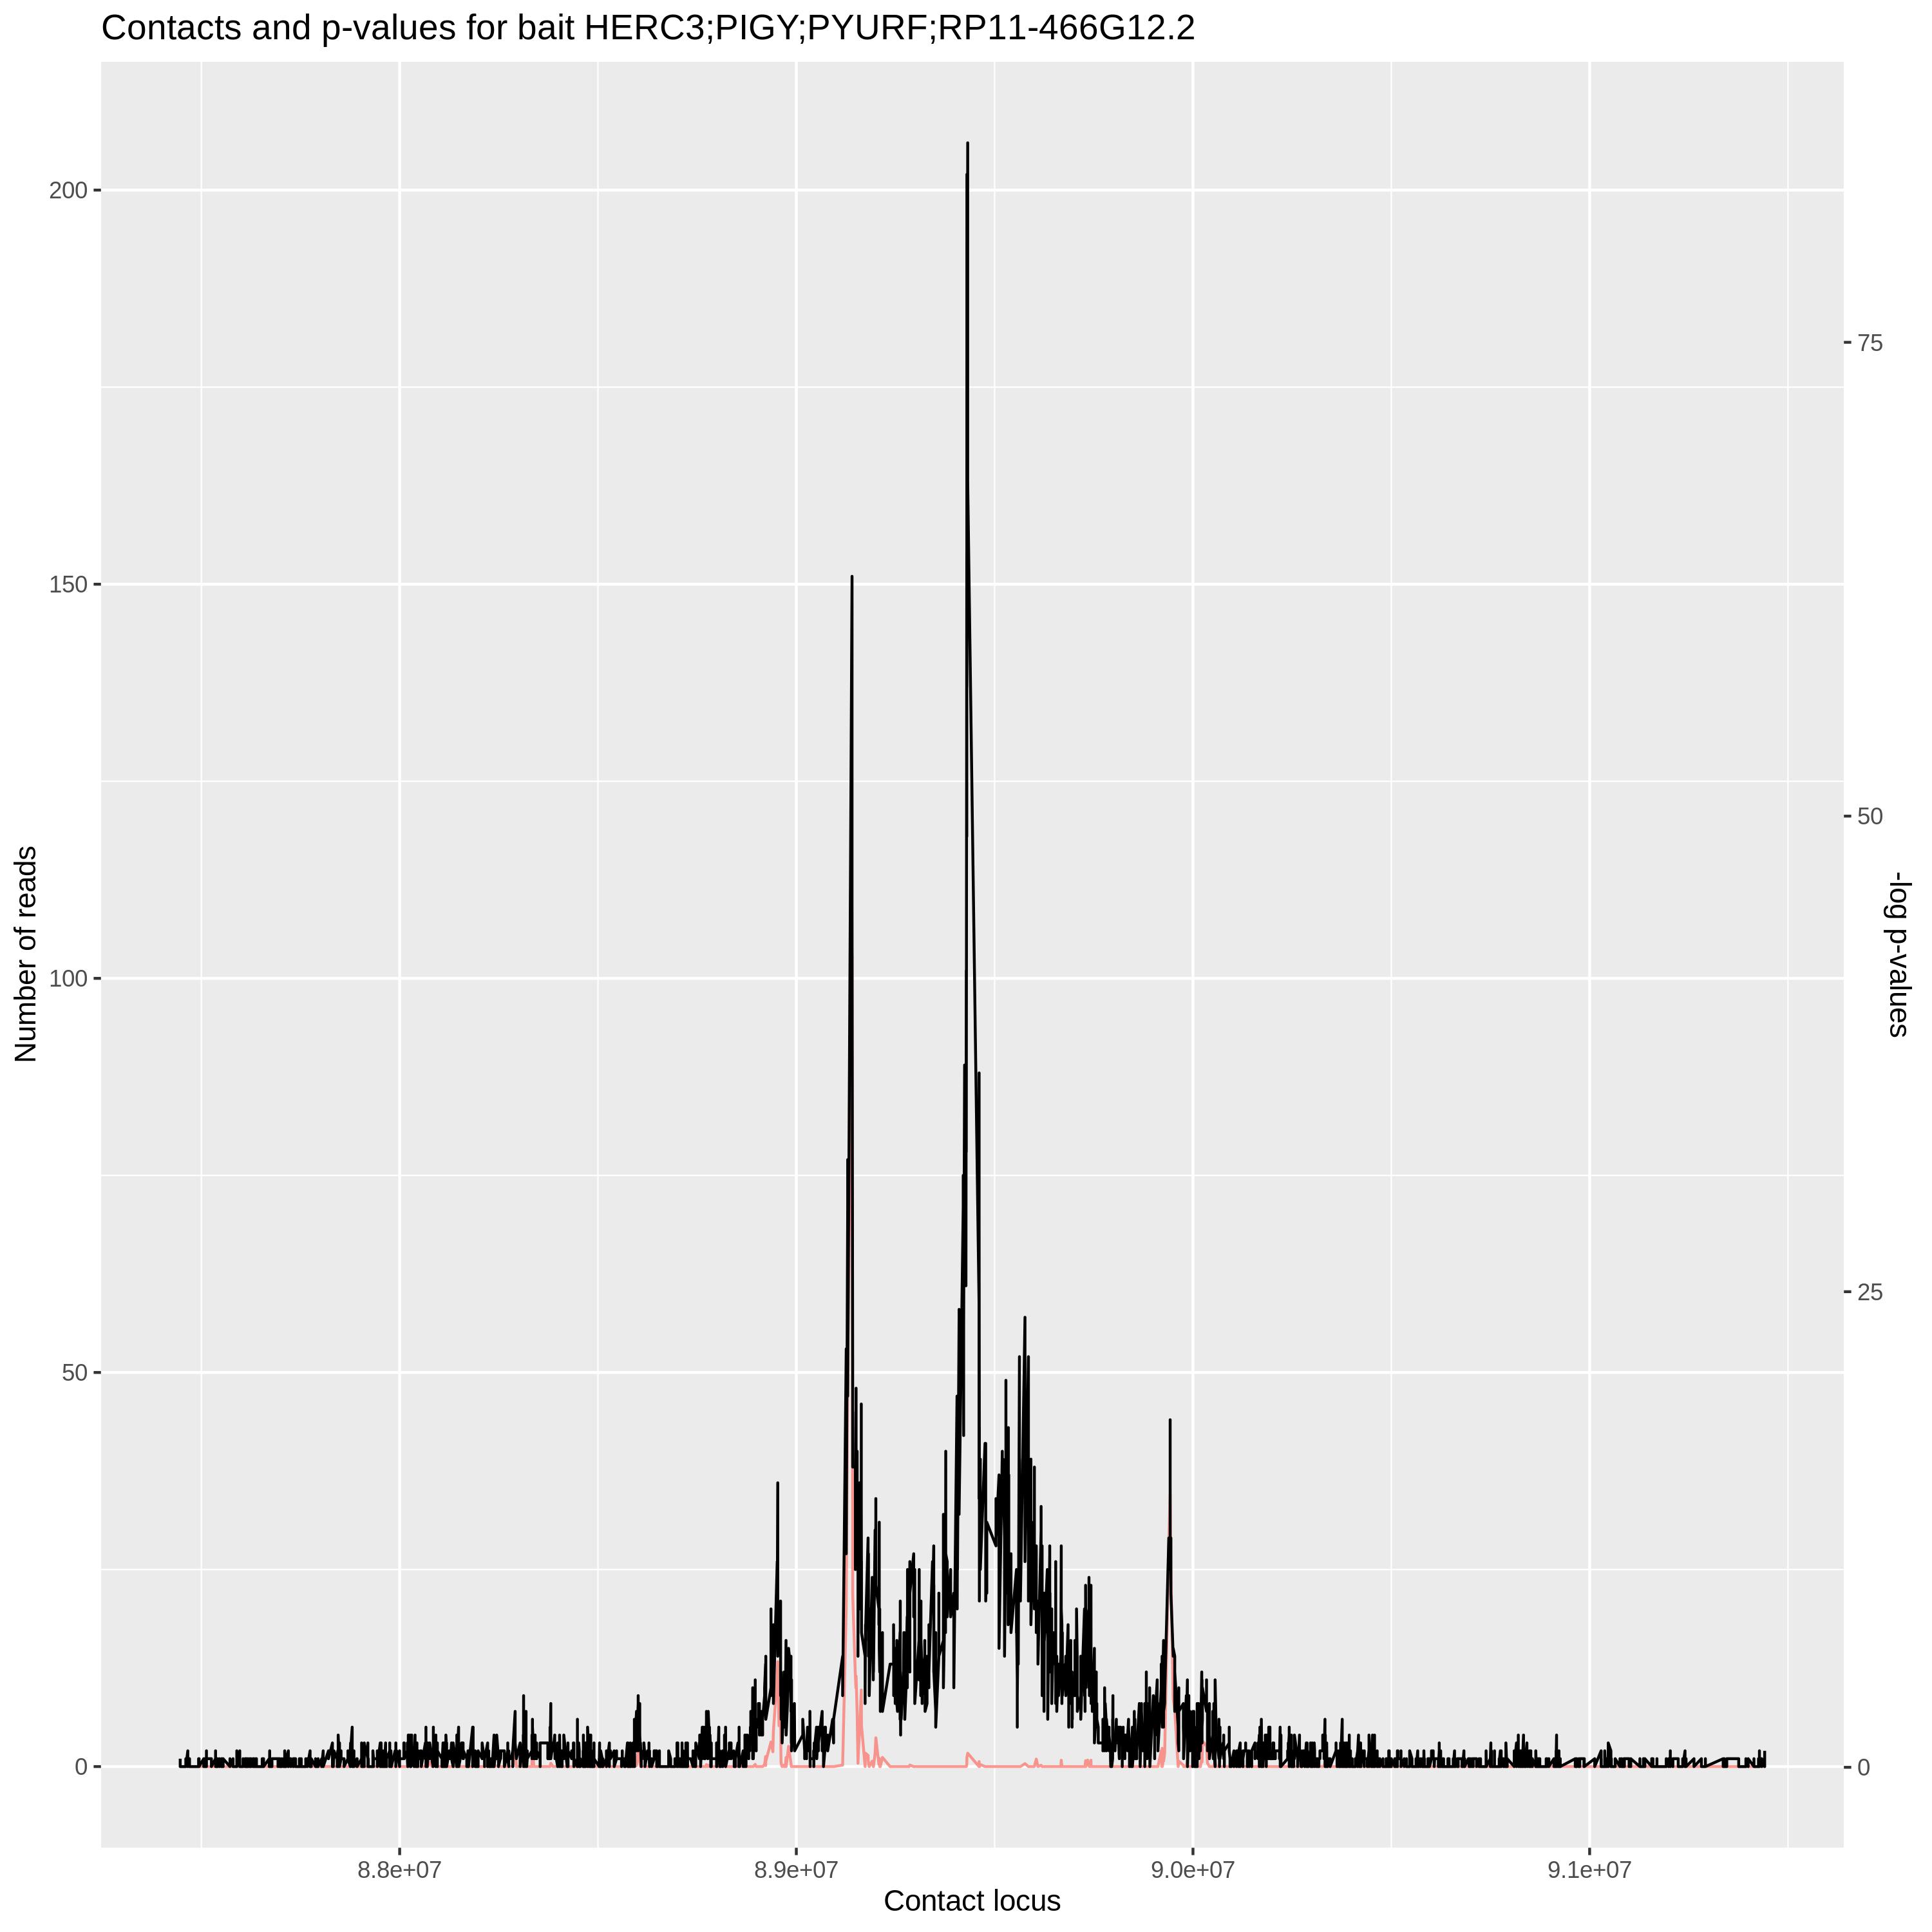 Contacts and p-values for bait HERC3;PIGY;PYURF;RP11-466G12.2
200
150
100
50
0
Number of reads
75
50
25
0
-log p-values
8.8e+07
8.9e+07
9.0e+07
9.1e+07
Contact locus